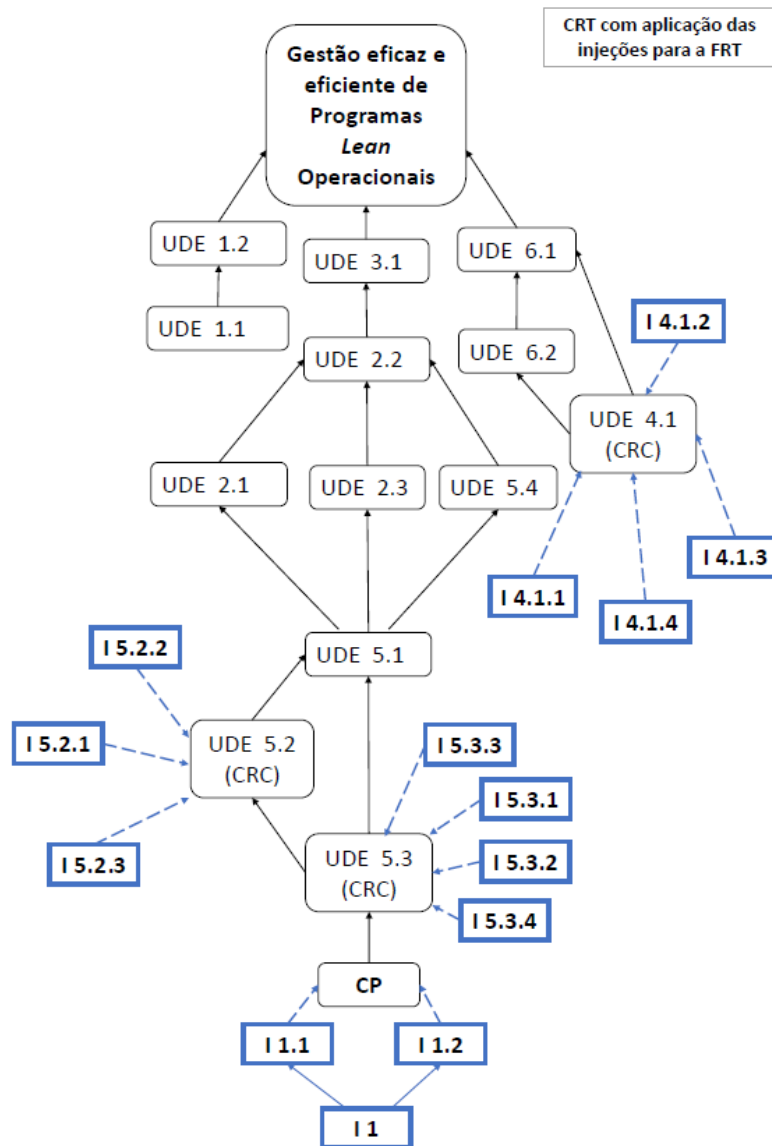 CRT com aplicação das
injeções para a FRT
Gestão eficaz e
eficiente de
Programas
Lean
Operacionais
UDE 1.2
UDE 3.1
UDE 6.1
UDE 1.1
UDE 2.2
UDE 6.2
I 4.1.2
UDE 4.1
(CRC)
UDE 2.1
UDE 2.3
UDE 5.4
I 4.1.3
I 4.1.1
I 4.1.4
UDE 5.1
I 5.2.2
I 5.2.1
UDE 5.2
(CRC)
I 5.3.3
I 5.3.1
I 5.2.3
UDE 5.3
(CRC)
I 5.3.2
I 5.3.4
CP
I 1.1
I 1.2
I 1